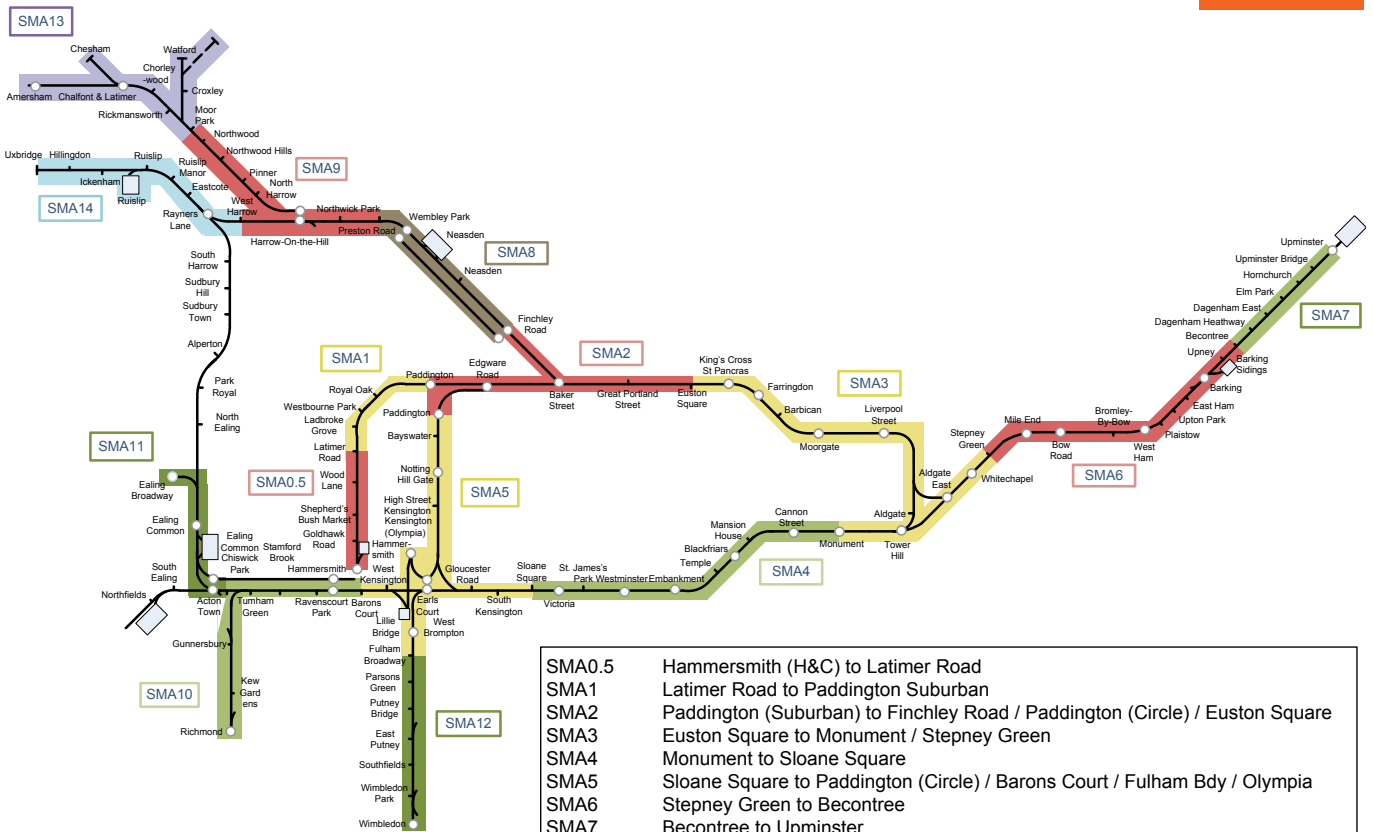 SMA13
Chesham
Watford
Chorley
-wood
Amersham
Chalfont & Latimer
Croxley
Rickmansworth
Moor
Park
Northwood
Northwood Hills
Pinner
North
Harrow
SMA9
Uxbridge
Hillingdon
Ruislip
Ickenham
Ruislip
Ruislip
Manor
Eastcote
SMA14
Rayners
Lane
West
Harrow
Northwick Park
Harrow-On-the-Hill
Preston Road
Wembley Park
Neasden
Neasden
SMA8
South
Harrow
Sudbury
Hill
Sudbury
Town
Alperton
Park
Royal
North
Ealing
Finchley
Road
SMA1
SMA2
SMA3
Royal Oak
Paddington
Edgware
Road
Westbourne Park
Ladbroke
Grove
Latimer
Road
Paddington
Bayswater
Baker
Street
Great Portland
Street
Euston
Square
King's Cross
St Pancras
Farringdon
Barbican
Liverpool
Street
Moorgate
Upminster
Upminster Bridge
Hornchurch
Elm Park
Dagenham East
Dagenham Heathway
Becontree
SMA7
Upney
Barking
Sidings
Barking
East Ham
Upton Park
Plaistow
West
Ham
Bromley-
By-Bow
Bow
Road
Mile End
SMA6
Stepney
Green
Whitechapel
Aldgate
East
Aldgate
Tower
Hill
SMA11
Ealing
Broadway
Ealing
Common
Ealing
Common
Chiswick
Park
Stamford
Brook
SMA0.5
Wood
Lane
Shepherd's
Bush Market
Goldhawk
Road
Hammer-
smith
Notting
Hill Gate
High Street
Kensington
Kensington
(Olympia)
SMA5
South
Ealing
Northfields
Acton
Town
Turnham
Green
Hammersmith
Ravenscourt
Park
Barons
Court
West
Kensington
Earls
Court
Gloucester
Road
South
Kensington
Sloane
Square
Victoria
St. James's
Park
Westminster
Embankment
Temple
Blackfriars
Mansion
House
Cannon
Street
Monument
SMA4
Lillie
Bridge
West
Brompton
Fulham
Broadway
Parsons
Green
Putney
Bridge
East
Putney
Southfields
Wimbledon
Park
Wimbledon
SMA12
Gunnersbury
Kew
Gard
ens
Richmond
SMA10
SMA0.5 Hammersmith (H&C) to Latimer Road
SMA1 Latimer Road to Paddington Suburban
SMA2 Paddington (Suburban) to Finchley Road / Paddington (Circle) / Euston Square
SMA3 Euston Square to Monument / Stepney Green
SMA4 Monument to Sloane Square
SMA5 Sloane Square to Paddington (Circle) / Barons Court / Fulham Bdy / Olympia
SMA6 Stepney Green to Becontree
SMA7 Becontree to Upminster